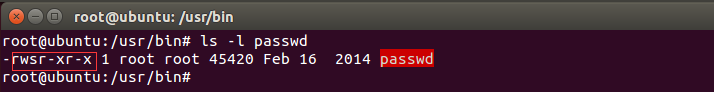 root@ubuntu: /usr/bin
root@ubuntu:/usr/bin# ls -l passwd
-rwsr-xr-x 1 root root 45420 Feb 16  2014 passwd
root@ubuntu:/usr/bin#